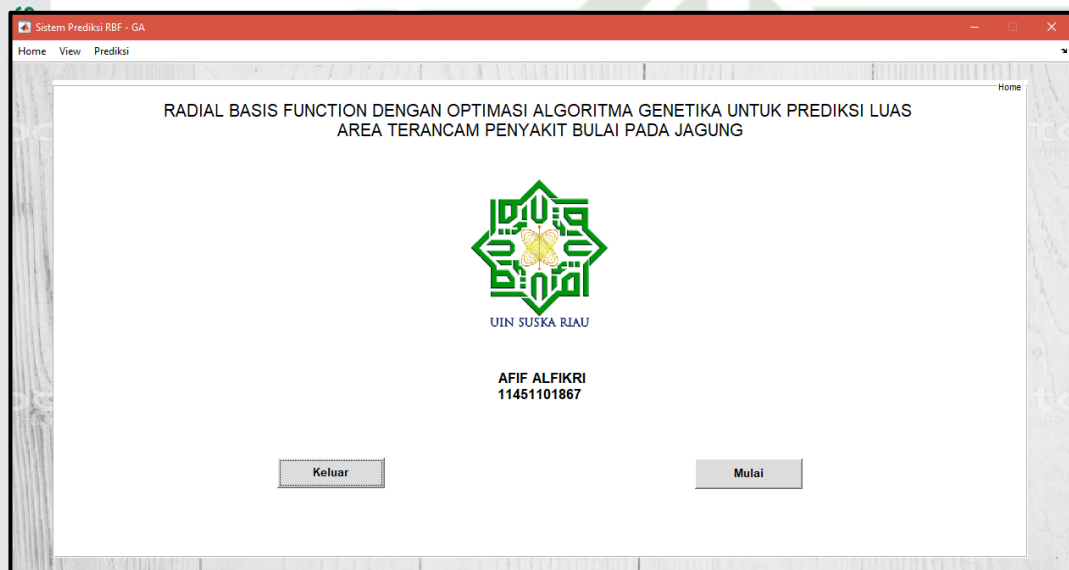 Sistem Prediksi RBF - GA
Home View Prediksi
Home
RADIAL BASIS FUNCTION DENGAN OPTIMASI ALGORITMA GENETIKA UNTUK PREDIKSI LUAS
AREA TERANCAM PENYAKIT BULAI PADA JAGUNG
UIN SUSKA RIAU
AFIF ALFIKRI
11451101867
Keluar Mulai